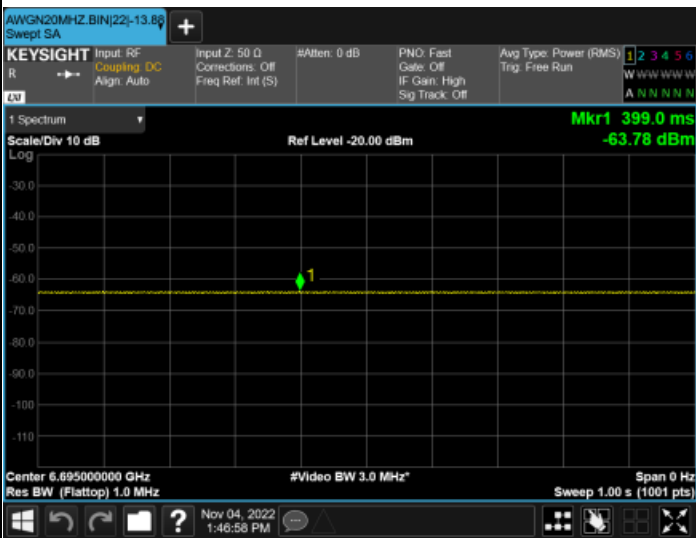 AWGN20MHZ.BIN|22|-13.88
Swept SA
KEYSIGHT
R
LXI
Input: RF
Coupling: DC
Align: Auto
Input Z: 50 Ω
Corrections: Off
Freq Ref: Int (S)
#Atten: 0 dB
PNO: Fast
Gate: Off
IF Gain: High
Sig Track: Off
Avg Type: Power (RMS)
Trig: Free Run
1 2 3 4 5 6
W W W W W W
A N N N N N
1 Spectrum
Scale/Div 10 dB
Ref Level -20.00 dBm
Mkr1 399.0 ms
-63.78 dBm
Log
-30.0
-40.0
-50.0
-60.0
-70.0
-80.0
-90.0
-100
-110
1
Center 6.695000000 GHz
Res BW (Flattop) 1.0 MHz
#Video BW 3.0 MHz*
Span 0 Hz
Sweep 1.00 s (1001 pts)
?
Nov 04, 2022
1:46:58 PM